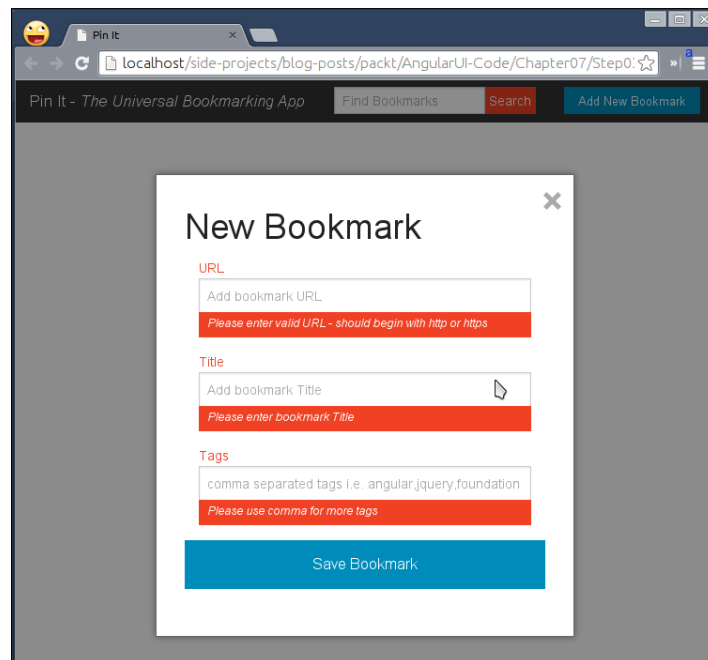 Pin It
localhost/side-projects/blog-posts/packt/AngularUI-Code/Chapter07/Step0
a
Pin It - The Universal Bookmarking App Find Bookmarks Search Add New Bookmark
New Bookmark
URL
Add bookmark URL
Please enter valid URL - should begin with http or https
Title
Add bookmark Title
Please enter bookmark Title
Tags
comma separated tags i.e. angular,jquery,foundation
Please use comma for more tags
Save Bookmark